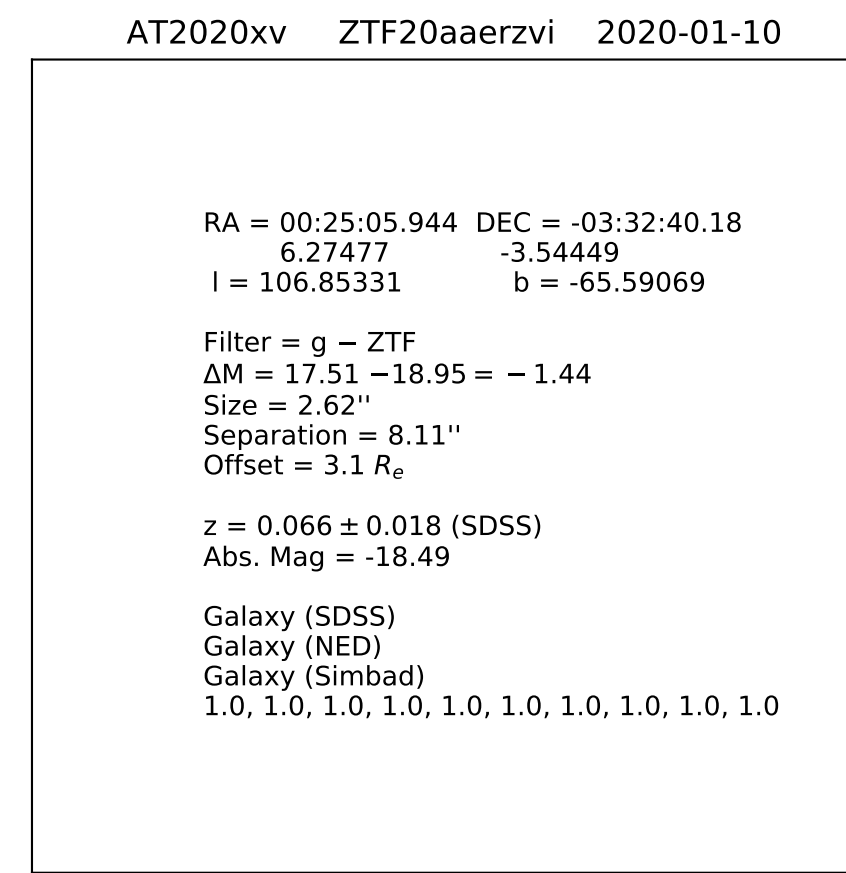 AT2020xv ZTF20aaerzvi 2020-01-10
RA = 00:25:05.944 DEC = -03:32:40.18
6.27477 -3.54449
l = 106.85331 b = -65.59069
Filter = g − ZTF
ΔM = 17.51 −18.95 = − 1.44
Size = 2.62''
Separation = 8.11''
Offset = 3.1 Re
z = 0.066 ± 0.018 (SDSS)
Abs. Mag = -18.49
Galaxy (SDSS)
Galaxy (NED)
Galaxy (Simbad)
1.0, 1.0, 1.0, 1.0, 1.0, 1.0, 1.0, 1.0, 1.0, 1.0